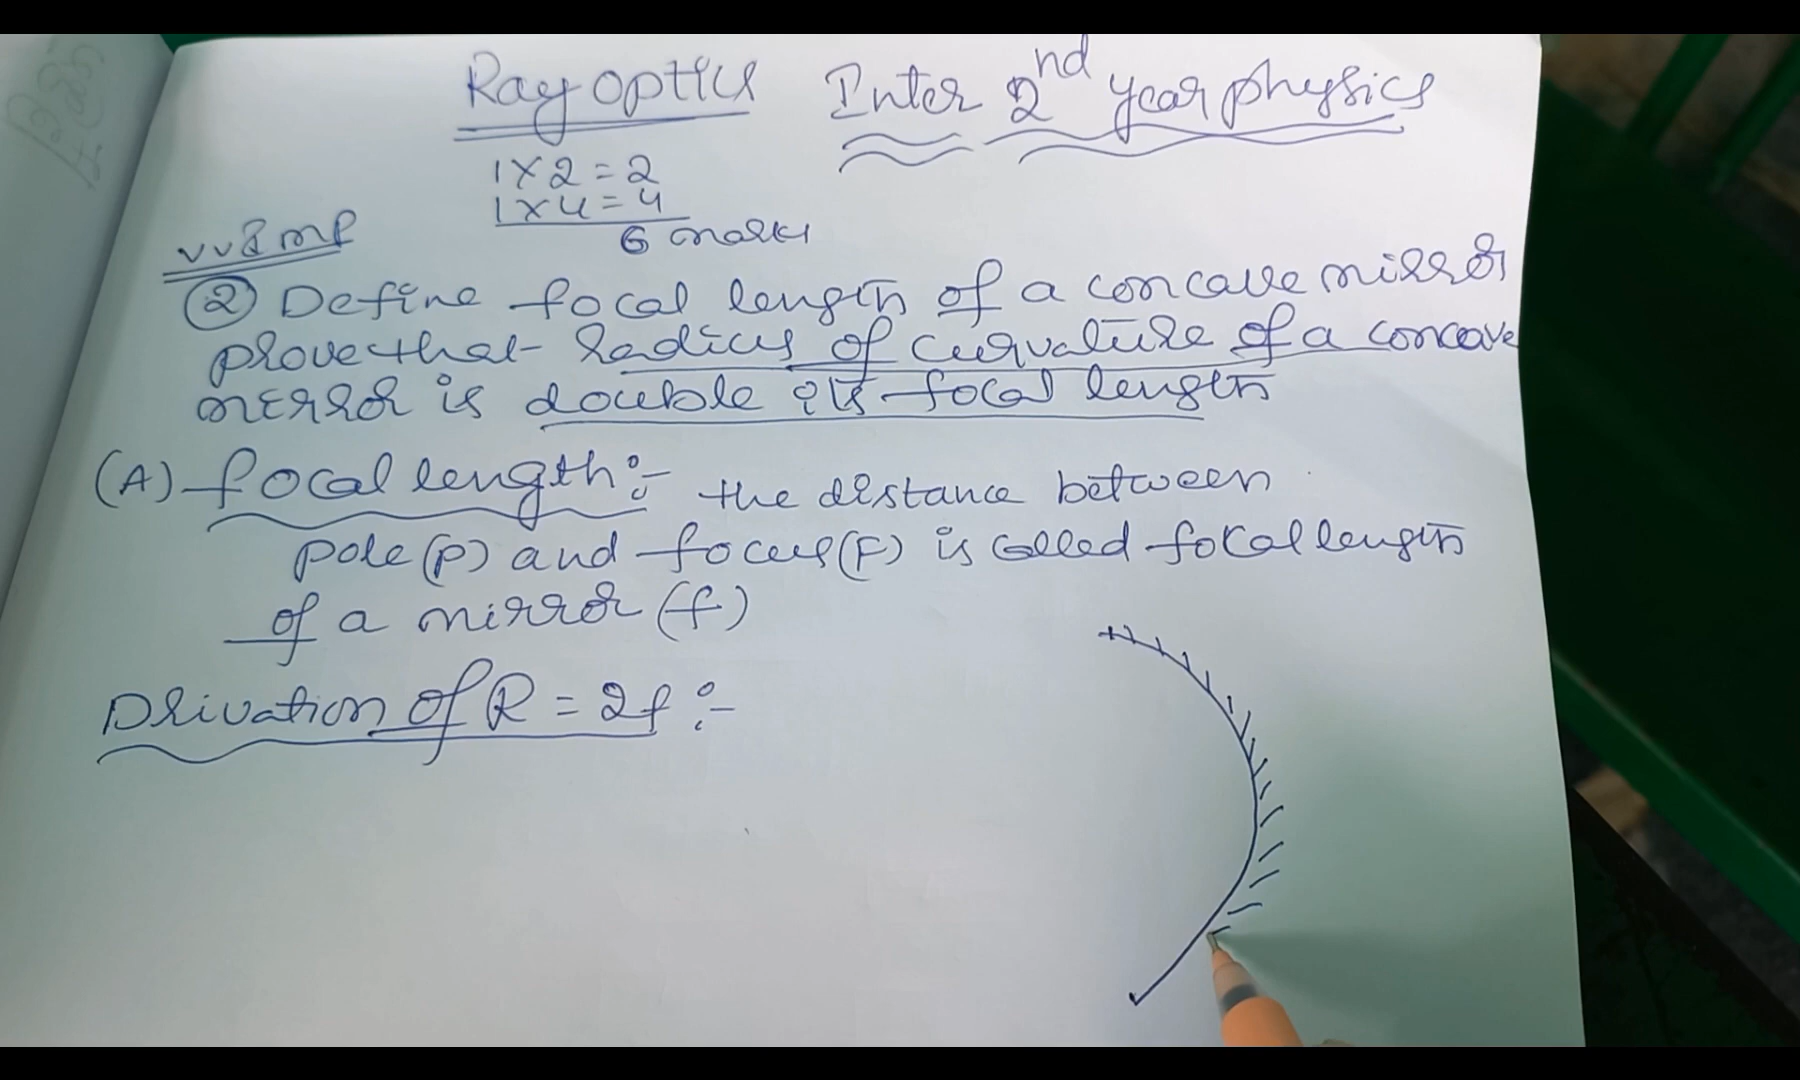 Ray optics Inter 2nd year physics
1 x 2 = 2
1 x 4 = 4
6 marks
vvImp
(2) Define focal length of a concave mirror
prove that radius of curvature of a concave
mirror is double its focal length
(A) focal length :- the distance between
pole (p) and focus (F) is called focal length
of a mirror (f)
Drivation of R = 2f :-